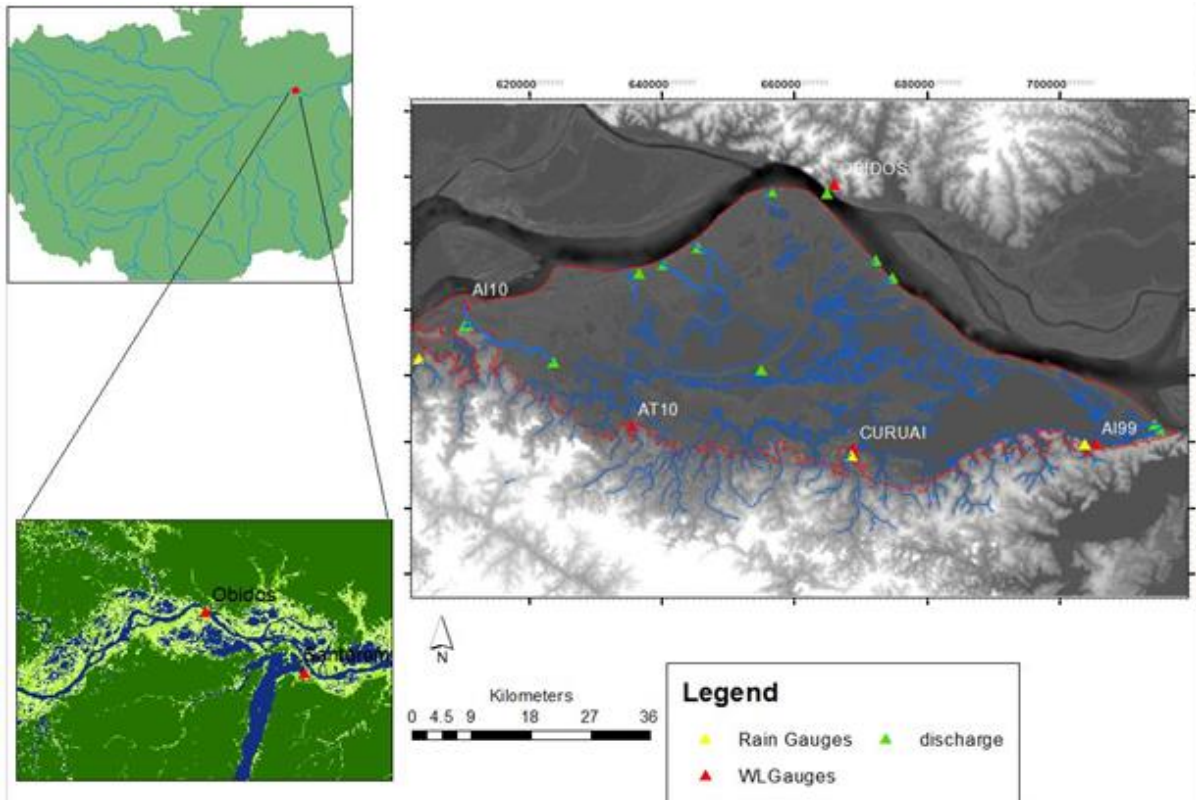 620000 640000 660000 680000 700000
OBIDOS
AI10
AT10
CURUAI
AI99
Obidos
Santarem
N
Kilometers
0 4.5 9 18 27 36
Legend
Rain Gauges
discharge
WLGauges